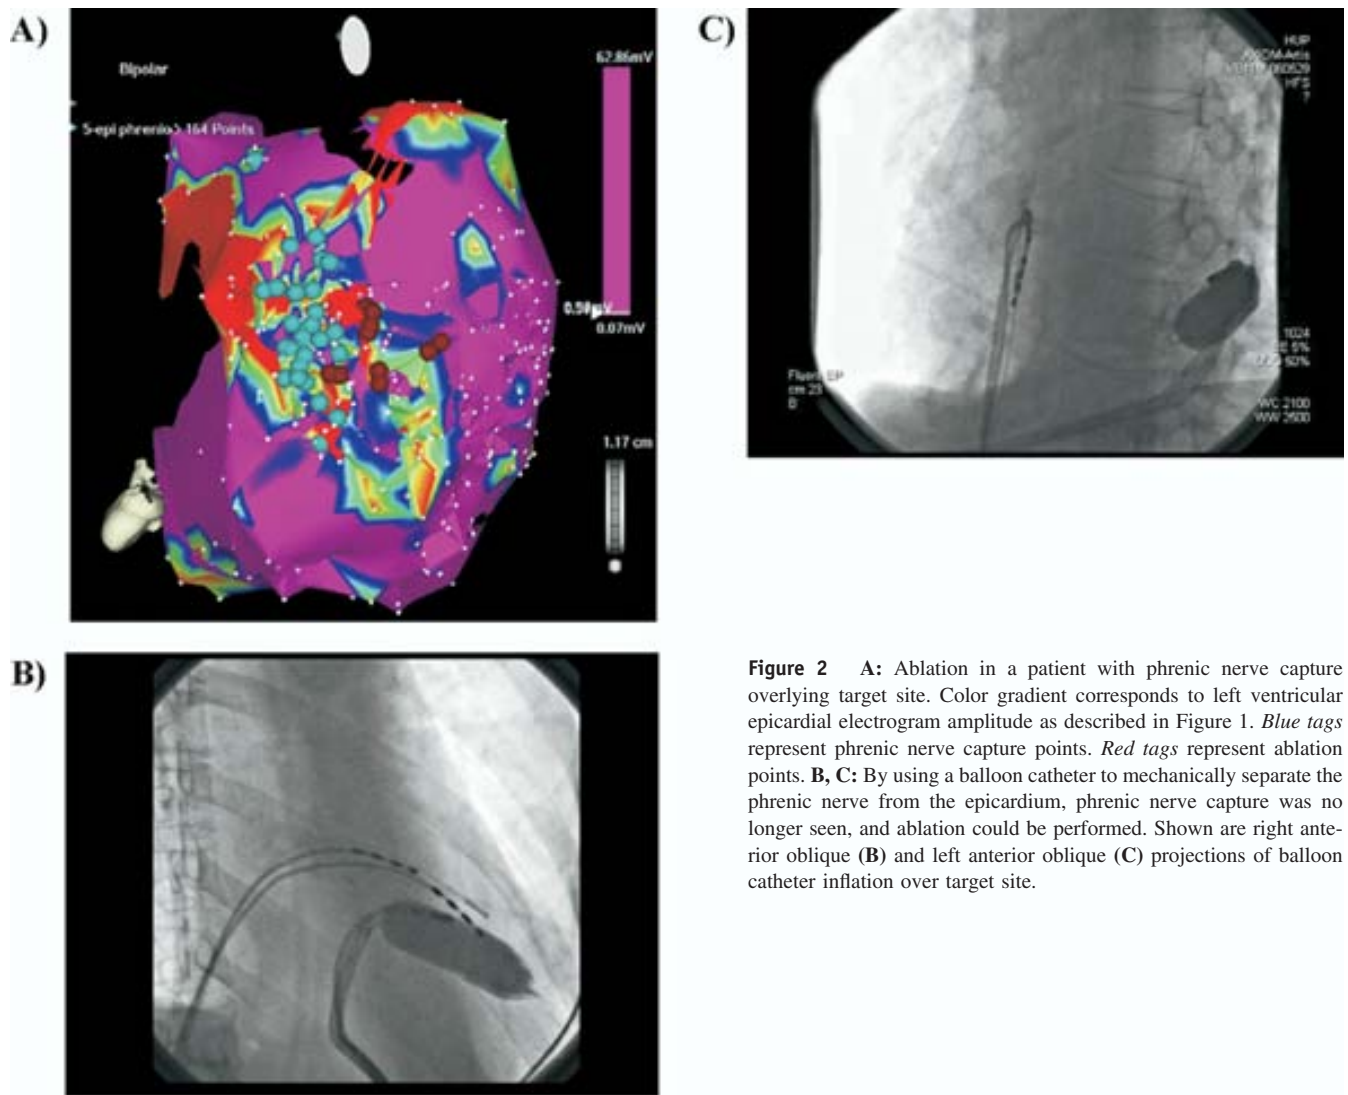 A)
Bipolar
5-epi phrenic> 164 Points
62.86mV
0.07mV
1.17 cm
B)
C)
HUP
HFS
?
1024
Fluoro EP
cm 23
B
WC 2100
WW 2600
Figure 2 A: Ablation in a patient with phrenic nerve capture
overlying target site. Color gradient corresponds to left ventricular
epicardial electrogram amplitude as described in Figure 1. Blue tags
represent phrenic nerve capture points. Red tags represent ablation
points. B, C: By using a balloon catheter to mechanically separate the
phrenic nerve from the epicardium, phrenic nerve capture was no
longer seen, and ablation could be performed. Shown are right ante-
rior oblique (B) and left anterior oblique (C) projections of balloon
catheter inflation over target site.